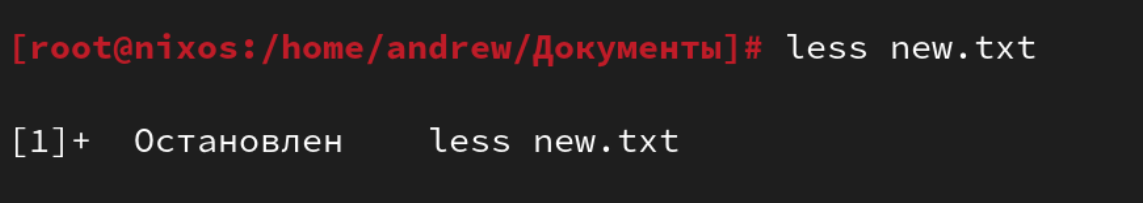 [root@nixos:/home/andrew/Документы]# less new.txt
[1]+  Остановлен    less new.txt